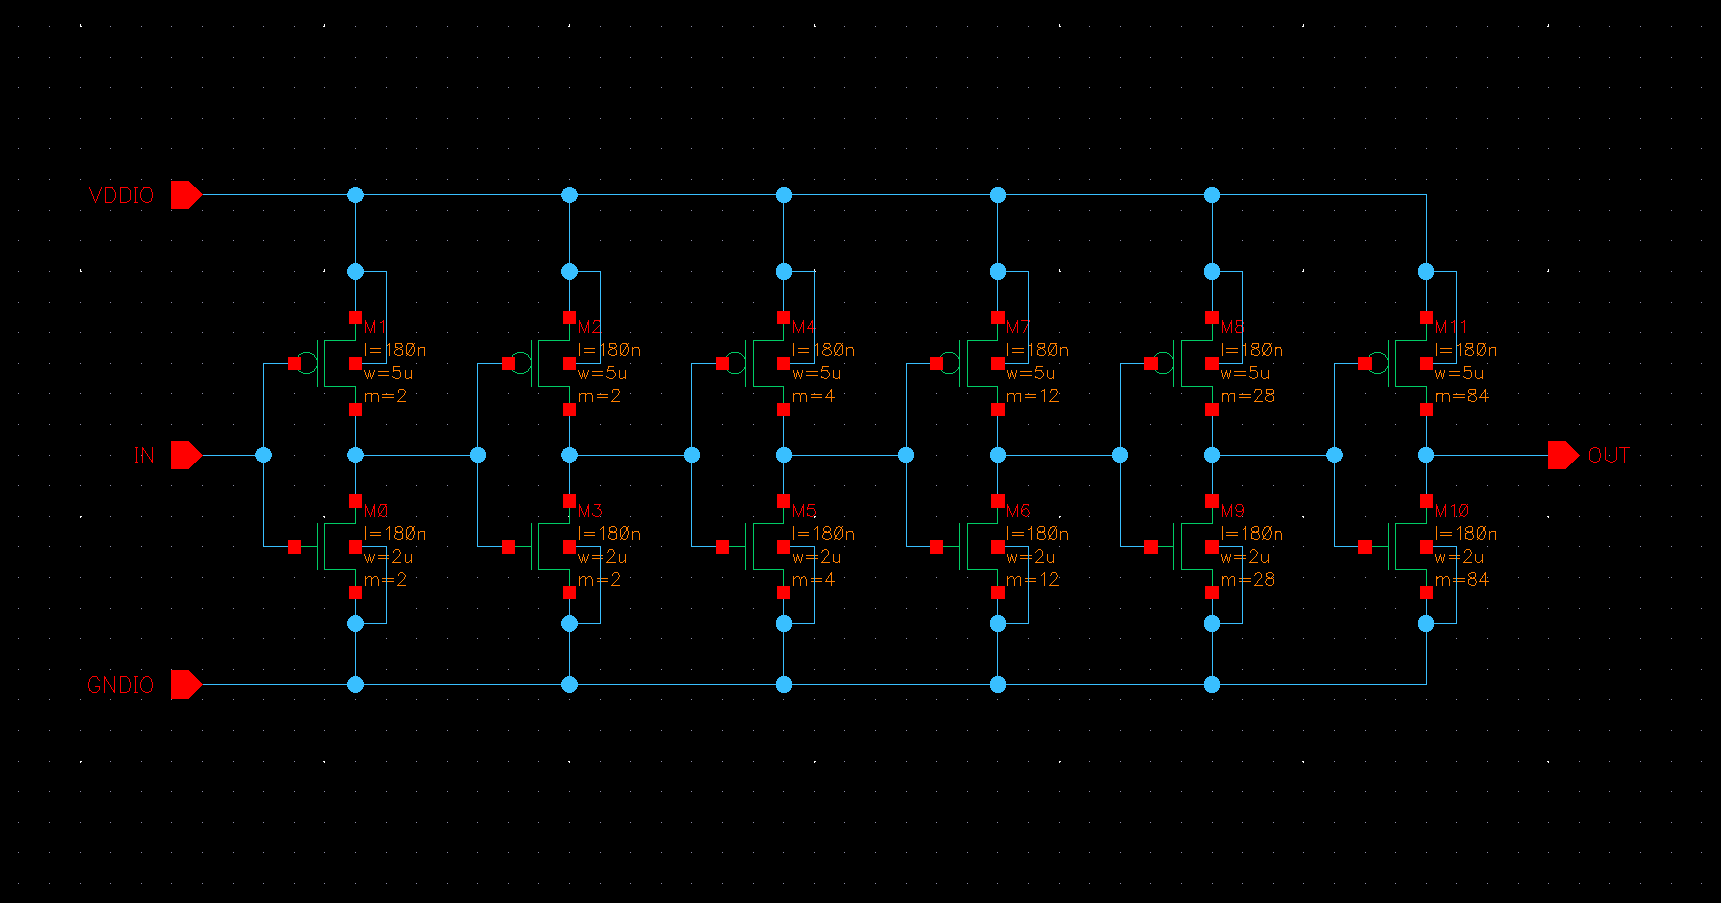 VDDIO
M1
l=180n
w=5u
m=2
M2
l=180n
w=5u
m=2
M4
l=180n
w=5u
m=4
M7
l=180n
w=5u
m=12
M8
l=180n
w=5u
m=28
M11
l=180n
w=5u
m=84
IN
OUT
M0
l=180n
w=2u
m=2
M3
l=180n
w=2u
m=2
M5
l=180n
w=2u
m=4
M6
l=180n
w=2u
m=12
M9
l=180n
w=2u
m=28
M10
l=180n
w=2u
m=84
GNDIO